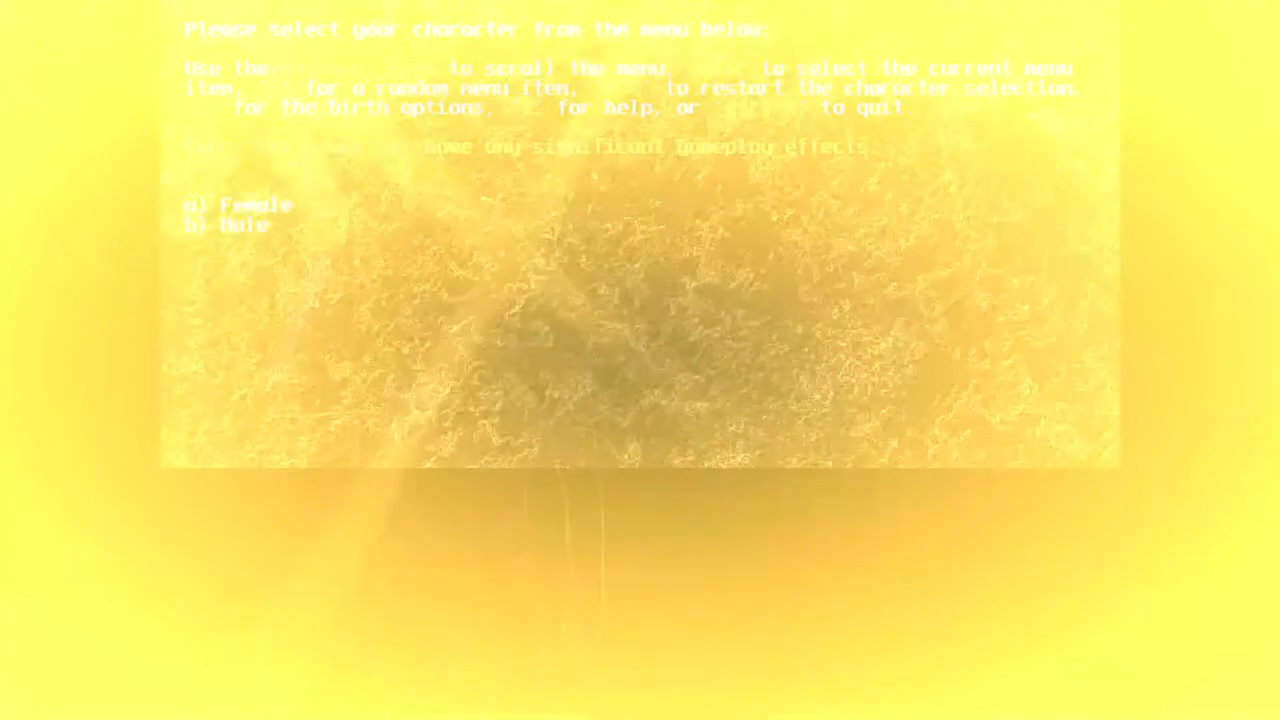 Please select your character from the menu below:
Use the to scroll the menu, to select the current menu
item, for a random menu item, to restart the character selection,
for the birth options, for help, or to quit.
any significant gameplay effects.
a) Female
b) Male